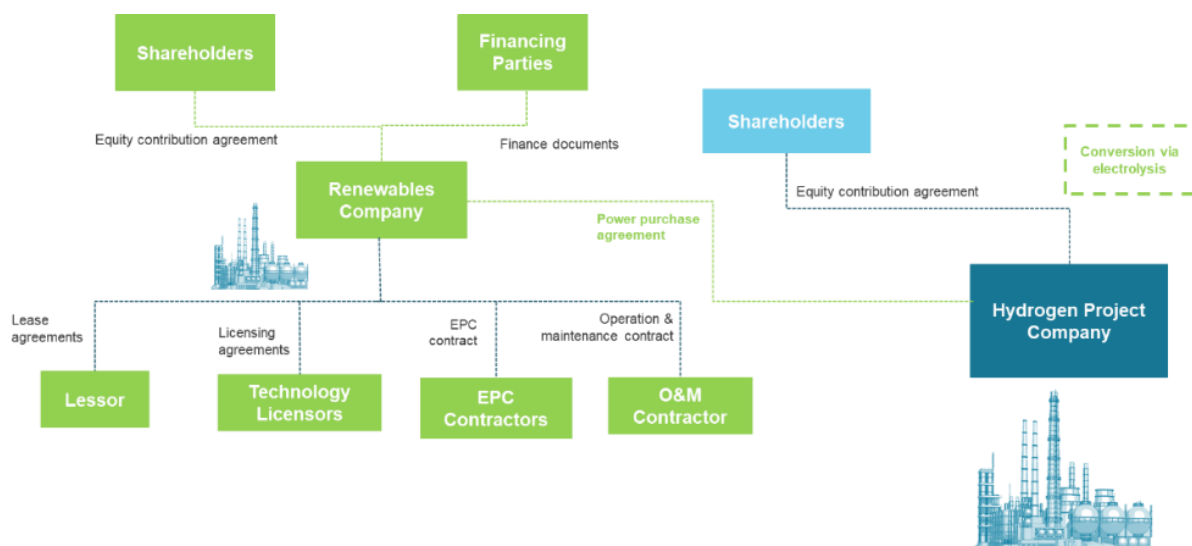 Shareholders
Financing
Parties
Equity contribution agreement
Finance documents
Shareholders
Conversion via
electrolysis
Renewables
Company
Equity contribution agreement
Power purchase
agreement
Hydrogen Project
Company
Lease
agreements
Licensing
agreements
EPC
contract
Operation &
maintenance contract
Lessor
Technology
Licensors
EPC
Contractors
O&M
Contractor